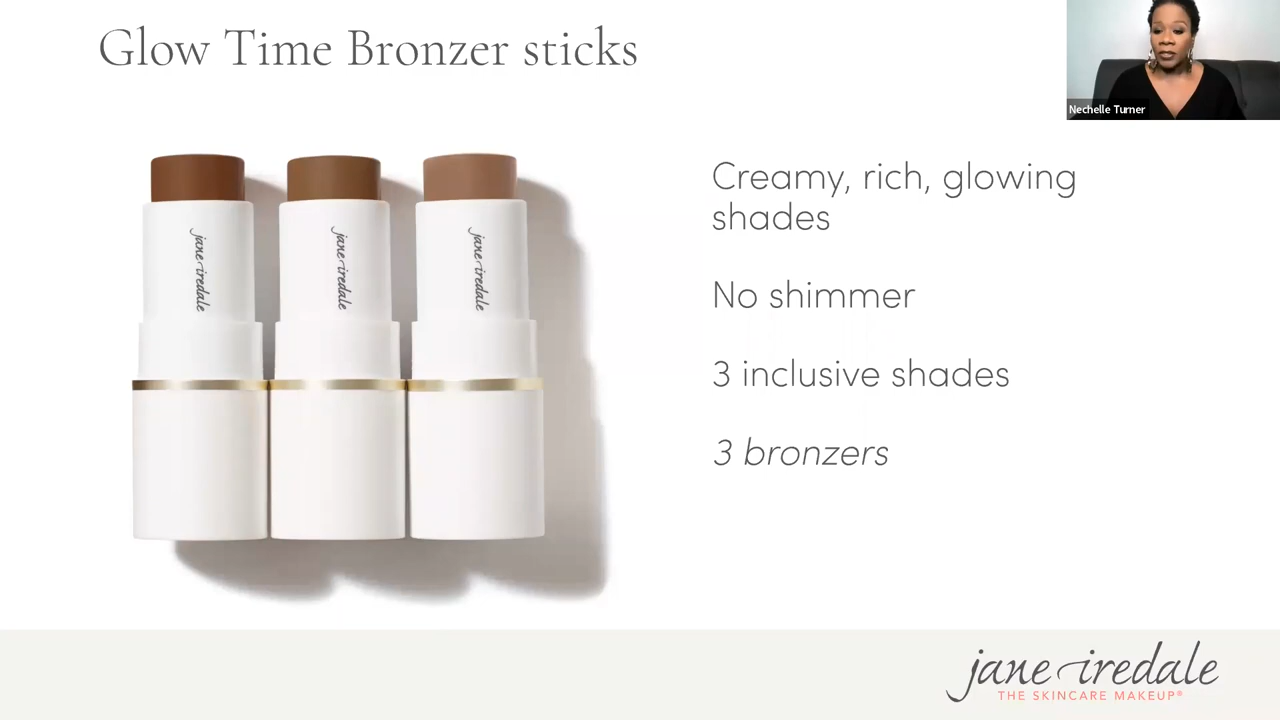 Glow Time Bronzer sticks
Nechelle Turner
Creamy, rich, glowing
shades
No shimmer
3 inclusive shades
3 bronzers
jane iredale
jane iredale
jane iredale
jane iredale
THE SKINCARE MAKEUP®